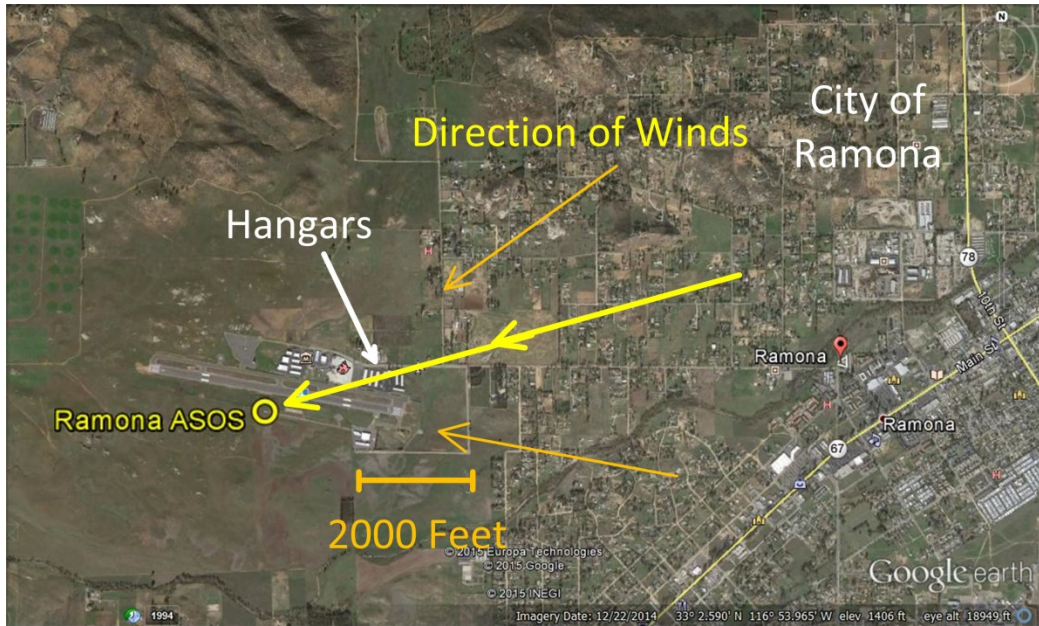 N
City of
Ramona
Direction of Winds
Hangars
78
10th St
Main St
Ramona
Ramona ASOS
Ramona
67
2000 Feet
© 2015 Europa Technologies
© 2015 Google
© 2015 INEGI
Google earth
1994
Imagery Date: 12/22/2014 33° 2.590' N 116° 53.965' W elev 1406 ft eye alt 18949 ft